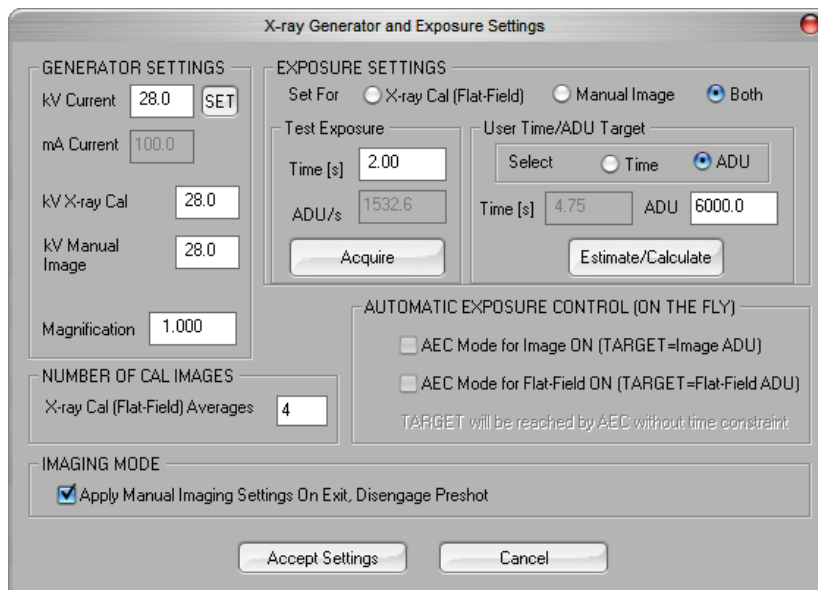 X-ray Generator and Exposure Settings
GENERATOR SETTINGS
kV Current 28.0 SET
mA Current 100.0
kV X-ray Cal 28.0
kV Manual
Image 28.0
Magnification 1.000
EXPOSURE SETTINGS
Set For X-ray Cal (Flat-Field) Manual Image Both
Test Exposure
Time [s] 2.00
ADU/s 1532.6
Acquire
User Time/ADU Target
Select Time ADU
Time [s] 4.75 ADU 6000.0
Estimate/Calculate
AUTOMATIC EXPOSURE CONTROL (ON THE FLY)
AEC Mode for Image ON (TARGET=Image ADU)
AEC Mode for Flat-Field ON (TARGET=Flat-Field ADU)
TARGET will be reached by AEC without time constraint
NUMBER OF CAL IMAGES
X-ray Cal (Flat-Field) Averages 4
IMAGING MODE
Apply Manual Imaging Settings On Exit, Disengage Preshot
Accept Settings Cancel